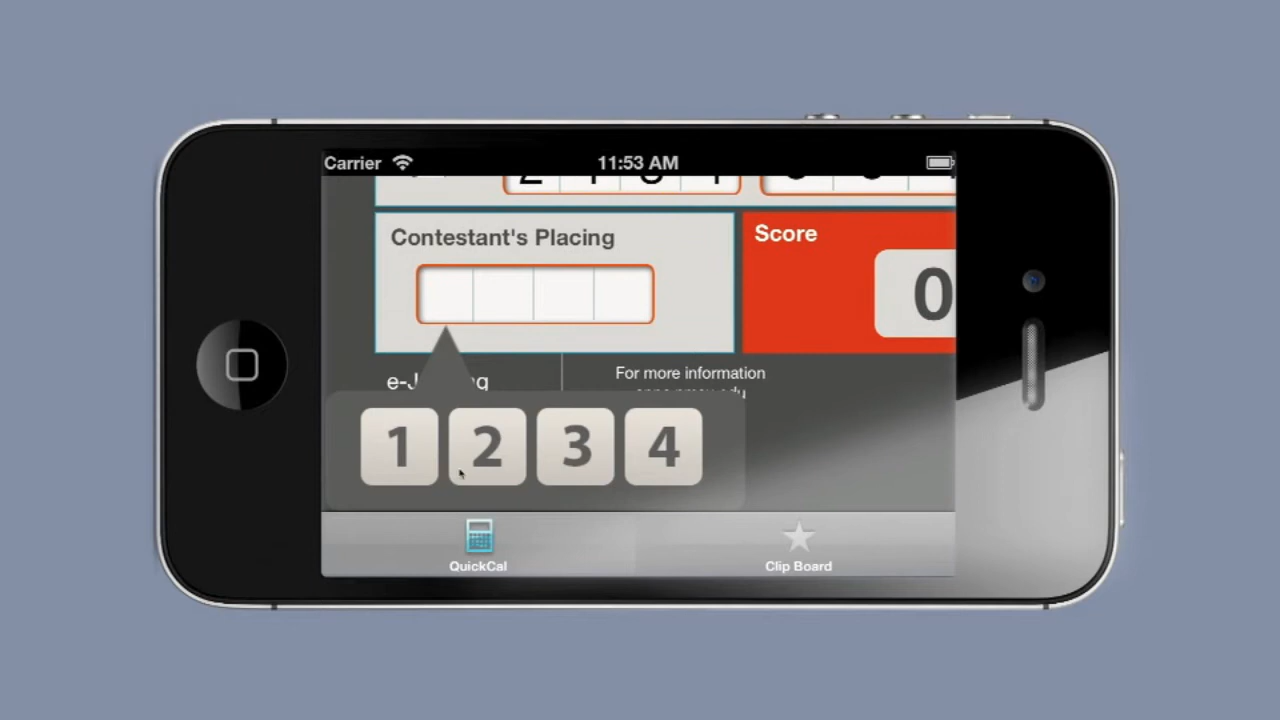 Carrier 11:53 AM
Contestant's Placing
Score
0
For more information
1 2 3 4
QuickCal Clip Board